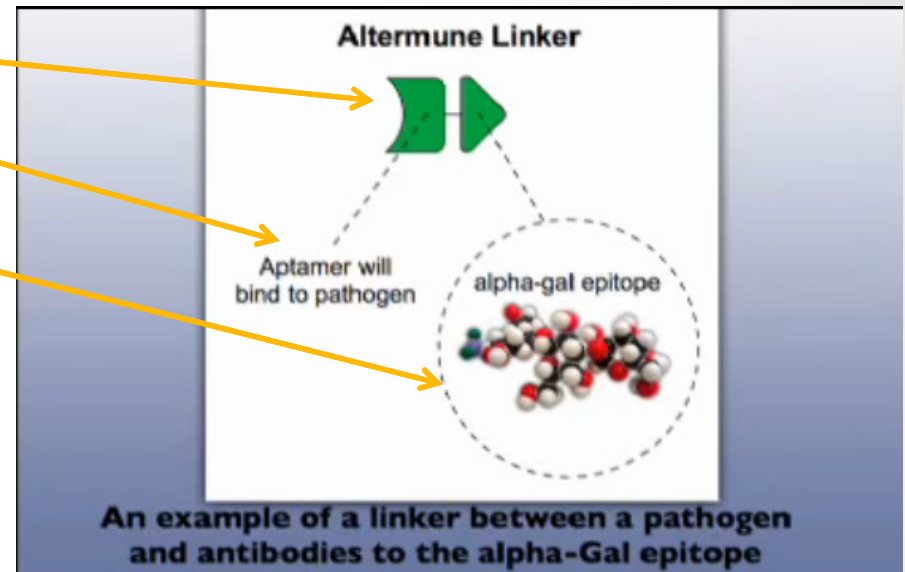 Altermune Linker
Aptamer will
bind to pathogen
alpha-gal epitope
An example of a linker between a pathogen
and antibodies to the alpha-Gal epitope